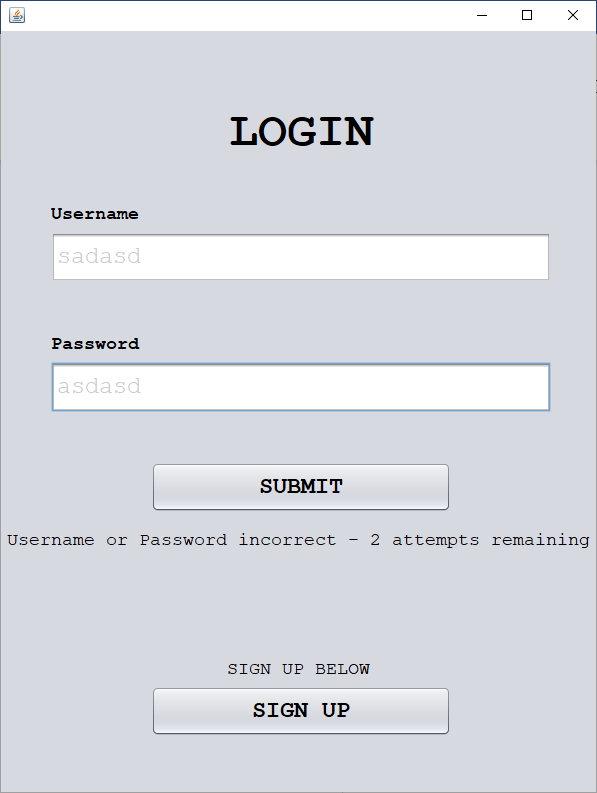 LOGIN
Username
sadasd
Password
asdasd
SUBMIT
Username or Password incorrect - 2 attempts remaining
SIGN UP BELOW
SIGN UP